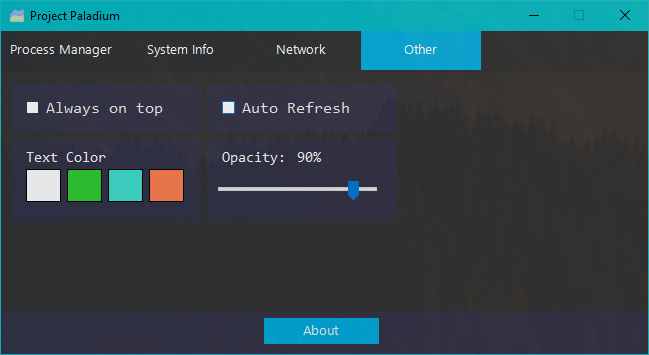 Project Paladium
Process Manager System Info Network Other
Always on top Auto Refresh
Text Color Opacity: 90%
About